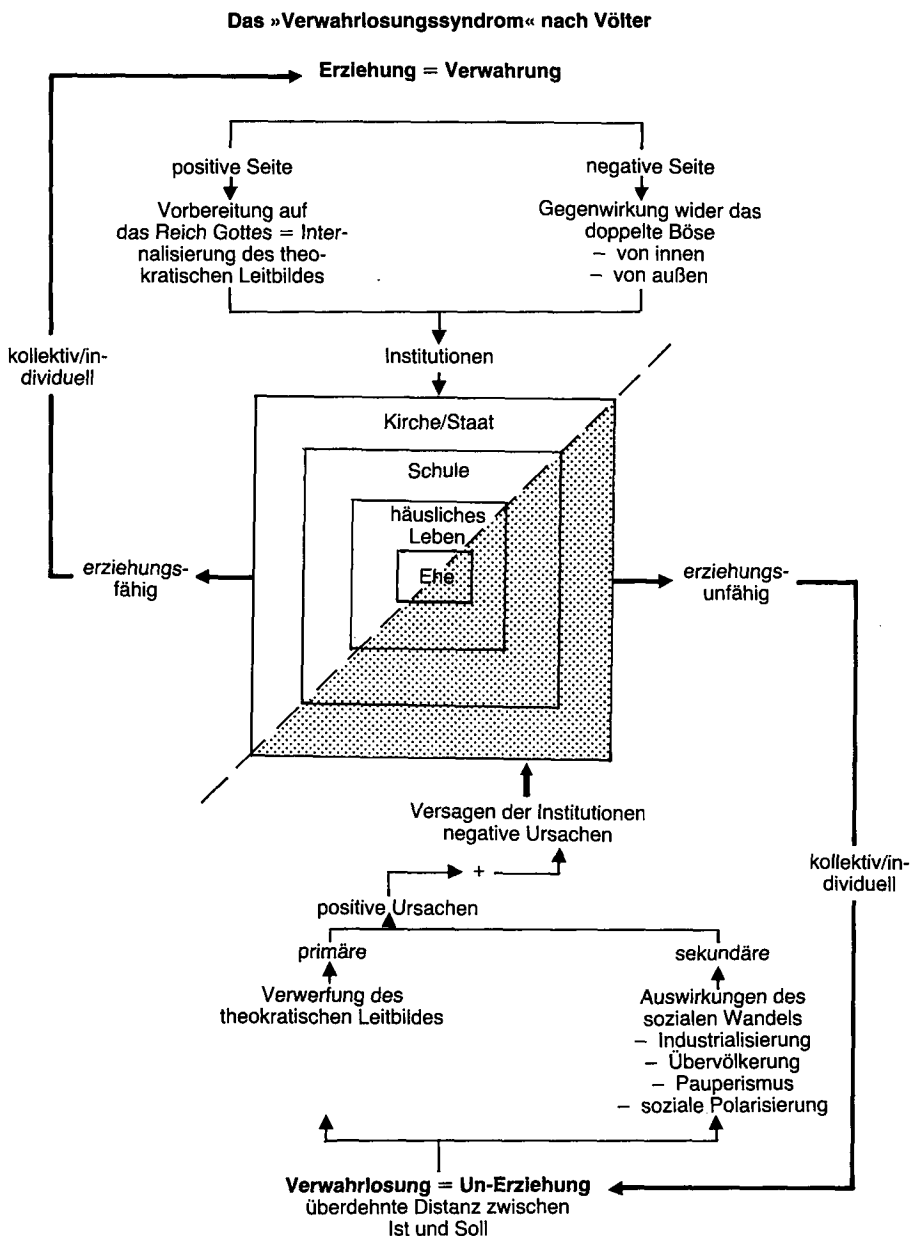 Das »Verwahrlosungssyndrom« nach Völter
Erziehung = Verwahrung
positive Seite
negative Seite
Vorbereitung auf
das Reich Gottes = Inter-
nalisierung des theo-
kratischen Leitbildes
Gegenwirkung wider das
doppelte Böse
– von innen
– von außen
kollektiv/in-
dividuell
Institutionen
Kirche/Staat
Schule
häusliches
Leben
Ehe
erziehungs-
fähig
erziehungs-
unfähig
Versagen der Institutionen
negative Ursachen
+
kollektiv/in-
dividuell
positive Ursachen
primäre
sekundäre
Verwerfung des
theokratischen Leitbildes
Auswirkungen des
sozialen Wandels
– Industrialisierung
– Übervölkerung
– Pauperismus
– soziale Polarisierung
Verwahrlosung = Un-Erziehung
überdehnte Distanz zwischen
Ist und Soll